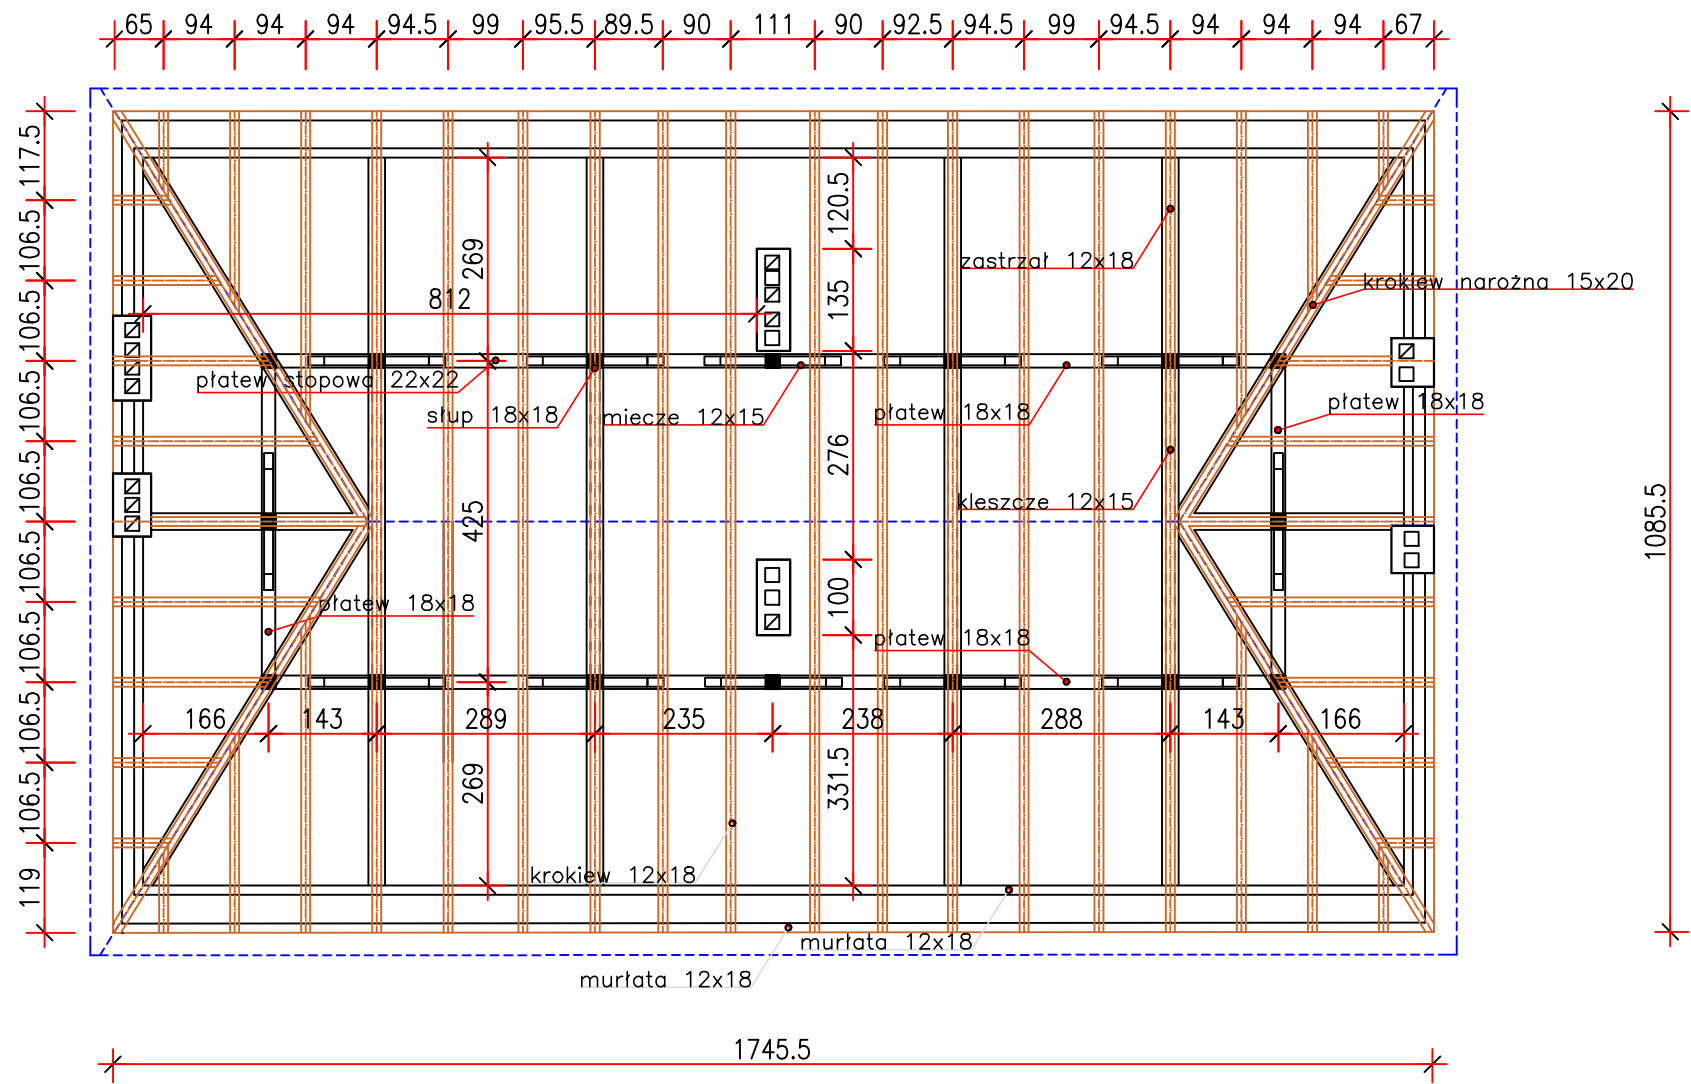 65 94 94 94 94.5 99 95.5 89.5 90 111 90 92.5 94.5 99 94.5 94 94 94 67
117.5
106.5
106.5
106.5
106.5
106.5
106.5
106.5
106.5
119
1085.5
269
812
120.5
135
zastrzał 12x18
krokiew narożna 15x20
płatew stopowa 22x22
słup 18x18
miecze 12x15
płatew 18x18
płatew 18x18
276
425
kleszcze 12x15
100
płatew 18x18
płatew 18x18
166 143 289 235 238 288 143 166
269
331.5
krokiew 12x18
murłata 12x18
murłata 12x18
1745.5